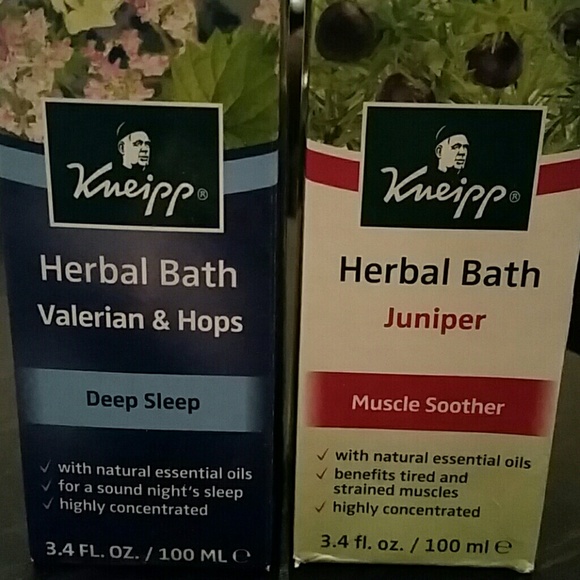 Kneipp®
Herbal Bath
Valerian & Hops
Deep Sleep
✓ with natural essential oils
✓ for a sound night's sleep
✓ highly concentrated
3.4 FL. OZ. / 100 ML ℮
Kneipp®
Herbal Bath
Juniper
Muscle Soother
✓ with natural essential oils
✓ benefits tired and
strained muscles
✓ highly concentrated
3.4 fl. oz. / 100 ml ℮